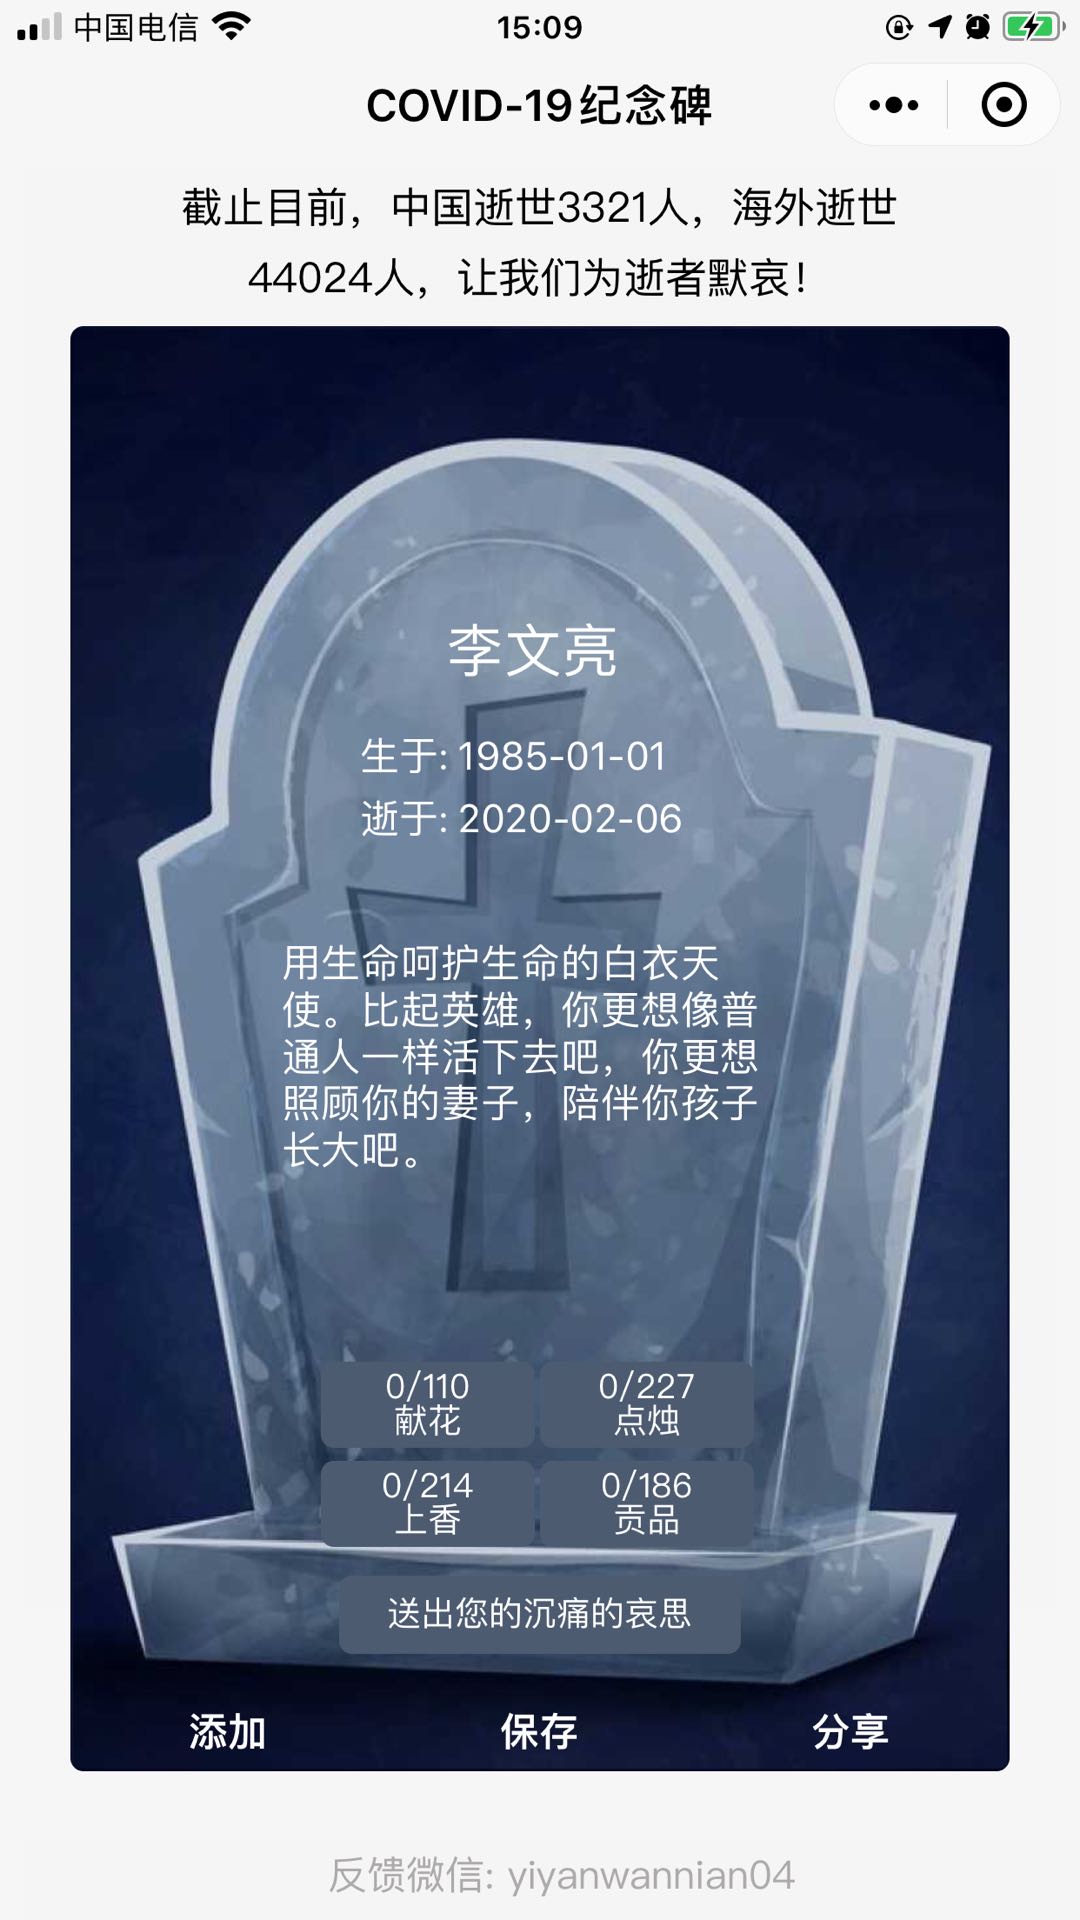 中国电信
15:09
COVID-19纪念碑
截止目前，中国逝世3321人，海外逝世
44024人，让我们为逝者默哀！
李文亮
生于: 1985-01-01
逝于: 2020-02-06
用生命呵护生命的白衣天
使。比起英雄，你更想像普
通人一样活下去吧，你更想
照顾你的妻子，陪伴你孩子
长大吧。
0/110
献花
0/227
点烛
0/214
上香
0/186
贡品
送出您的沉痛的哀思
添加
保存
分享
反馈微信: yiyanwannian04